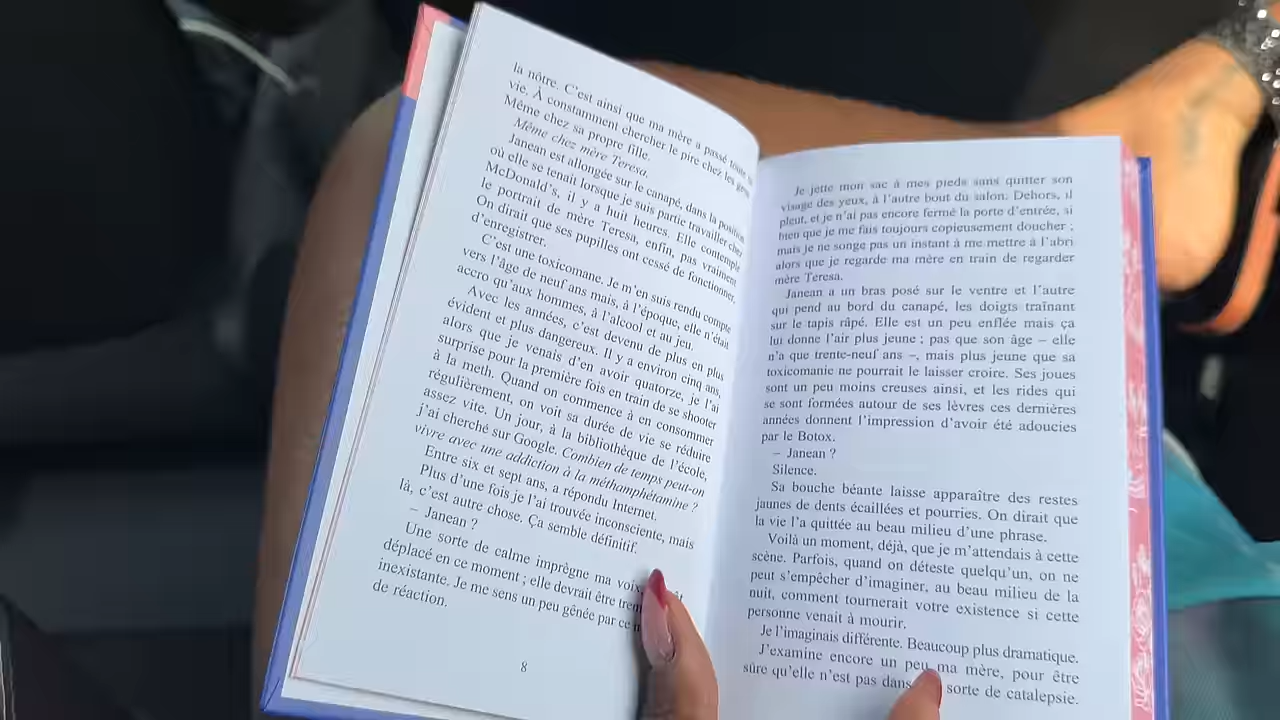 la nôtre. C'est ainsi que ma mère a passé toute
vie. À constamment chercher le pire chez les gens
Même chez sa propre fille.
Même chez mère Teresa.
Janean est allongée sur le canapé, dans la position
où elle se tenait lorsque je suis partie travailler chez
McDonald's, il y a huit heures. Elle contemple
le portrait de mère Teresa, enfin, pas vraiment
On dirait que ses pupilles ont cessé de fonctionner,
d'enregistrer.
C'est une toxicomane. Je m'en suis rendu compte
vers l'âge de neuf ans mais, à l'époque, elle n'était
accro qu'aux hommes, à l'alcool et au jeu.
Avec les années, c'est devenu de plus en plus
évident et plus dangereux. Il y a environ cinq ans,
alors que je venais d'en avoir quatorze, je l'ai
surprise pour la première fois en train de se shooter
à la meth. Quand on commence à en consommer
régulièrement, on voit sa durée de vie se réduire
assez vite. Un jour, à la bibliothèque de l'école,
j'ai cherché sur Google. Combien de temps peut-on
vivre avec une addiction à la méthamphétamine ?
Entre six et sept ans, a répondu Internet.
Plus d'une fois je l'ai trouvée inconsciente, mais
là, c'est autre chose. Ça semble définitif.
– Janean ?
Une sorte de calme imprègne ma voix,
déplacé en ce moment ; elle devrait être
inexistante. Je me sens un peu gênée par ce
de réaction.
8
Je jette mon sac à mes pieds sans quitter son
visage des yeux, à l'autre bout du salon. Dehors, il
pleut, et je n'ai pas encore fermé la porte d'entrée, si
bien que je me fais toujours copieusement doucher ;
mais je ne songe pas un instant à me mettre à l'abri
alors que je regarde ma mère en train de regarder
mère Teresa.
Janean a un bras posé sur le ventre et l'autre
qui pend au bord du canapé, les doigts traînant
sur le tapis râpé. Elle est un peu enflée mais ça
lui donne l'air plus jeune ; pas que son âge – elle
n'a que trente-neuf ans –, mais plus jeune que sa
toxicomanie ne pourrait le laisser croire. Ses joues
sont un peu moins creuses ainsi, et les rides qui
se sont formées autour de ses lèvres ces dernières
années donnent l'impression d'avoir été adoucies
par le Botox.
– Janean ?
Silence.
Sa bouche béante laisse apparaître des restes
jaunes de dents écaillées et pourries. On dirait que
la vie l'a quittée au beau milieu d'une phrase.
Voilà un moment, déjà, que je m'attendais à cette
scène. Parfois, quand on déteste quelqu'un, on ne
peut s'empêcher d'imaginer, au beau milieu de la
nuit, comment tournerait votre existence si cette
personne venait à mourir.
Je l'imaginais différente. Beaucoup plus dramatique.
J'examine encore un peu ma mère, pour être
sûre qu'elle n'est pas dans sorte de catalepsie.